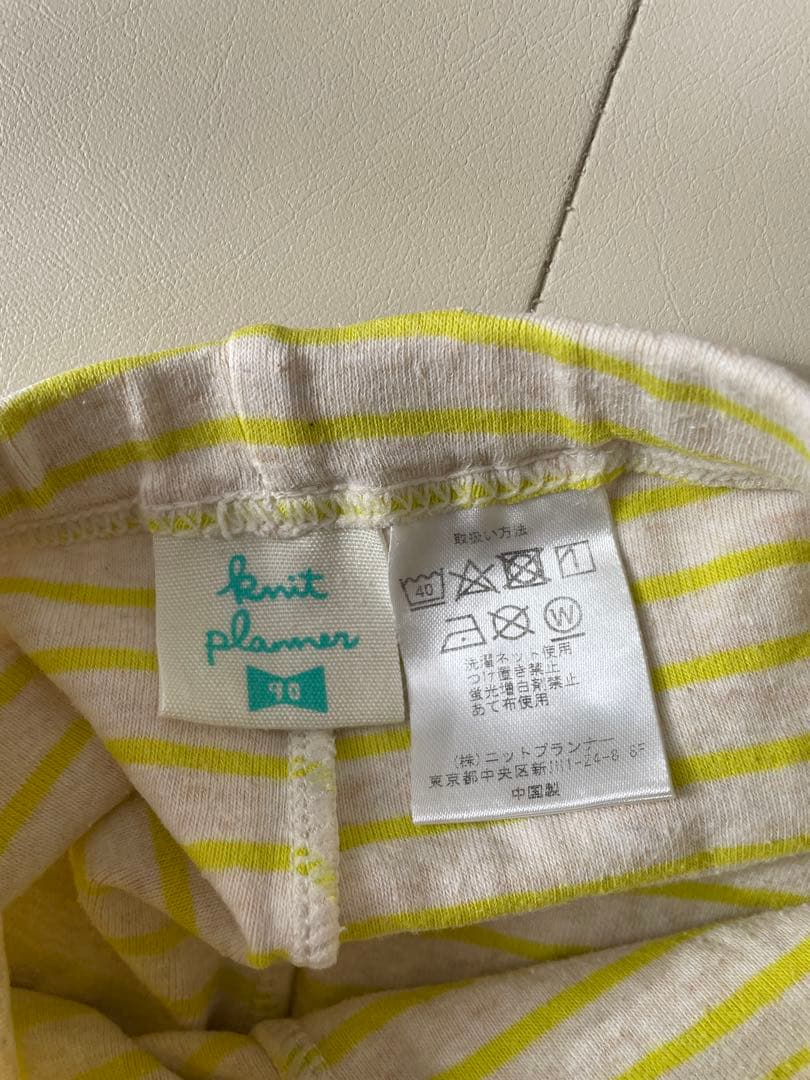 knit
planner
90
取扱い方法
40
W
洗濯ネット使用
つけ置き禁止
蛍光増白剤禁止
あて布使用
(株)ニットプランナー
東京都中央区新川1-24-8 6F
中国製